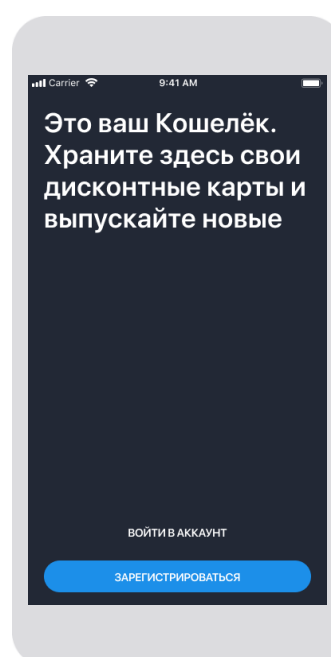 Carrier 9:41 AM
Это ваш Кошелёк.
Храните здесь свои
дисконтные карты и
выпускайте новые
ВОЙТИ В АККАУНТ
ЗАРЕГИСТРИРОВАТЬСЯ